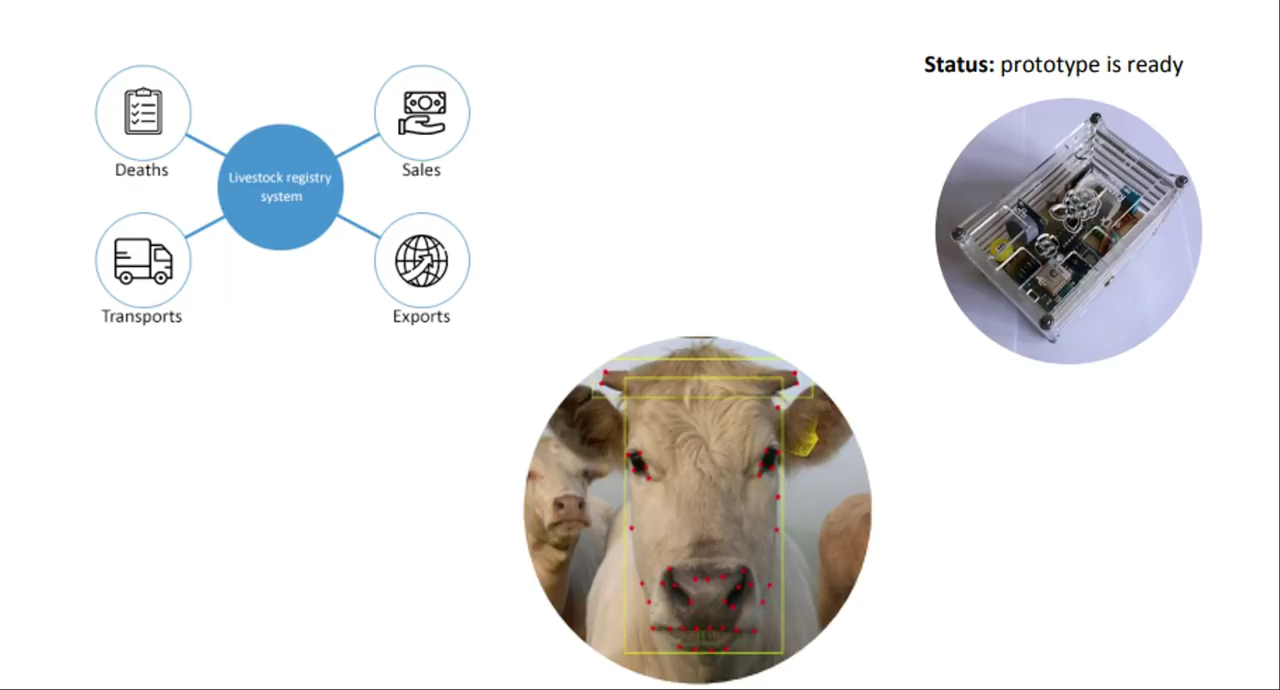 Status: prototype is ready
Deaths
Sales
Livestock registry
system
Transports
Exports